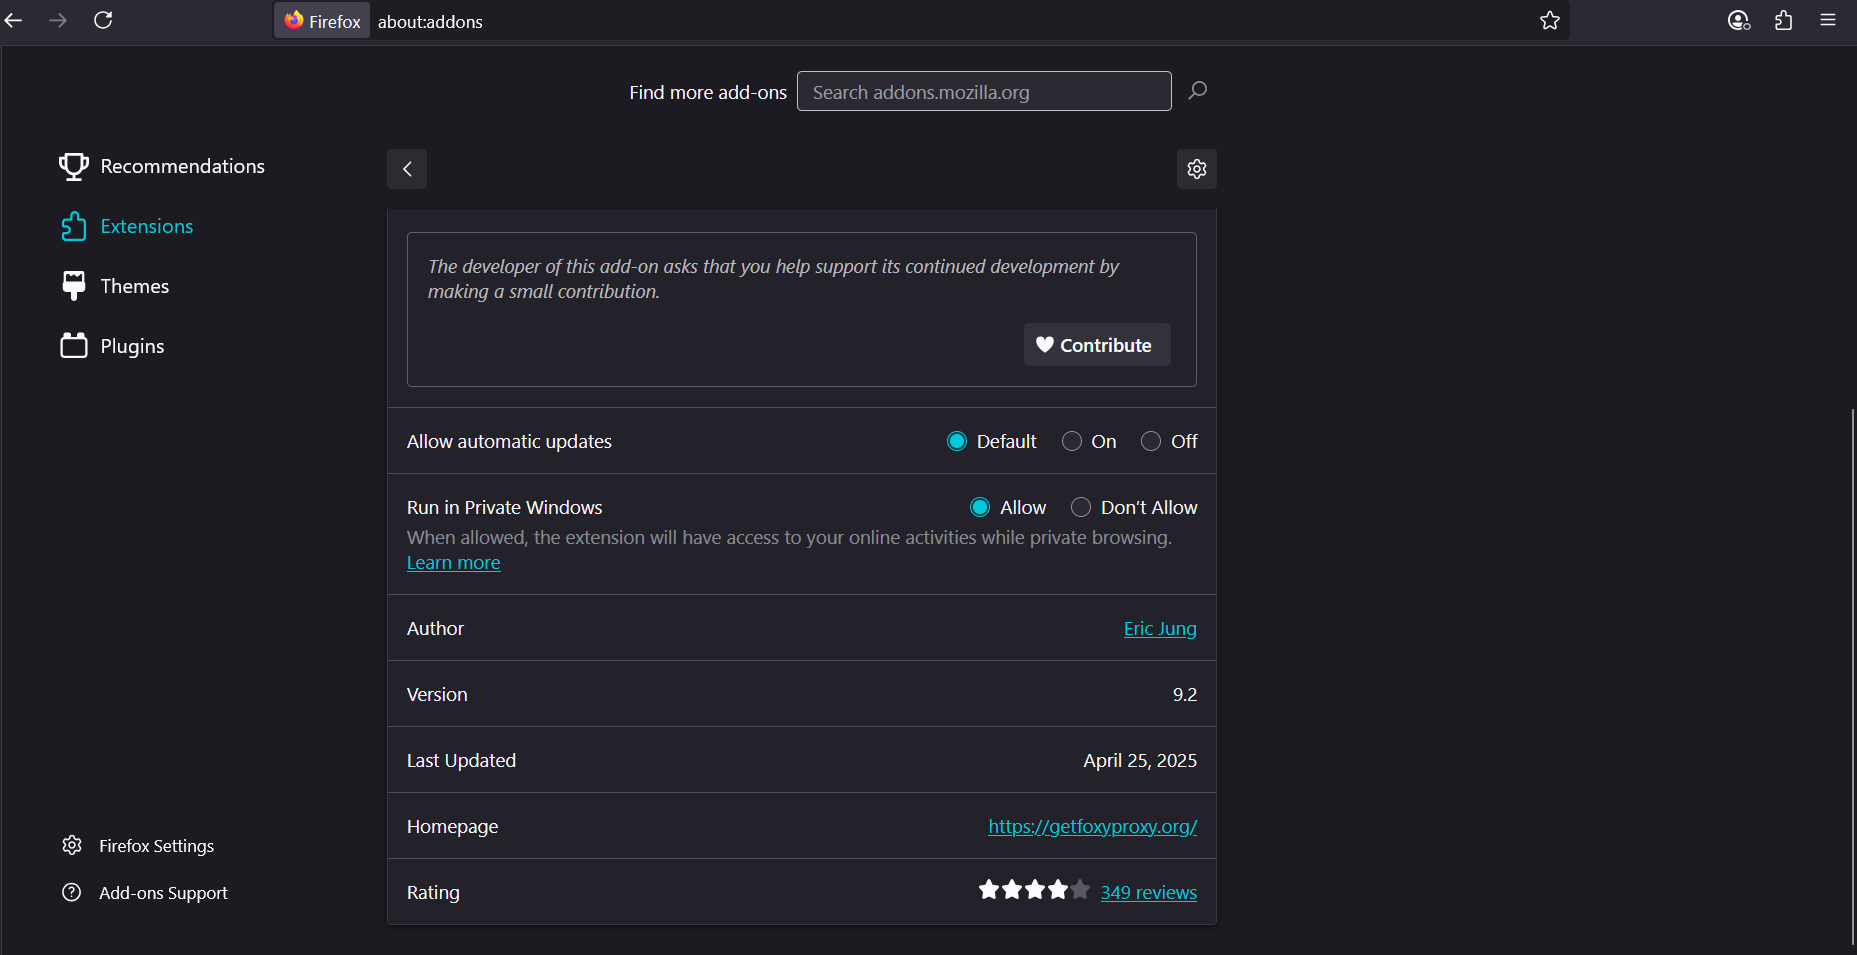 Firefox about:addons
Find more add-ons Search addons.mozilla.org
Recommendations
Extensions
Themes
Plugins
The developer of this add-on asks that you help support its continued development by
making a small contribution.
Contribute
Allow automatic updates Default On Off
Run in Private Windows Allow Don't Allow
When allowed, the extension will have access to your online activities while private browsing.
Learn more
Author Eric Jung
Version 9.2
Last Updated April 25, 2025
Homepage https://getfoxyproxy.org/
Rating 349 reviews
Firefox Settings
Add-ons Support